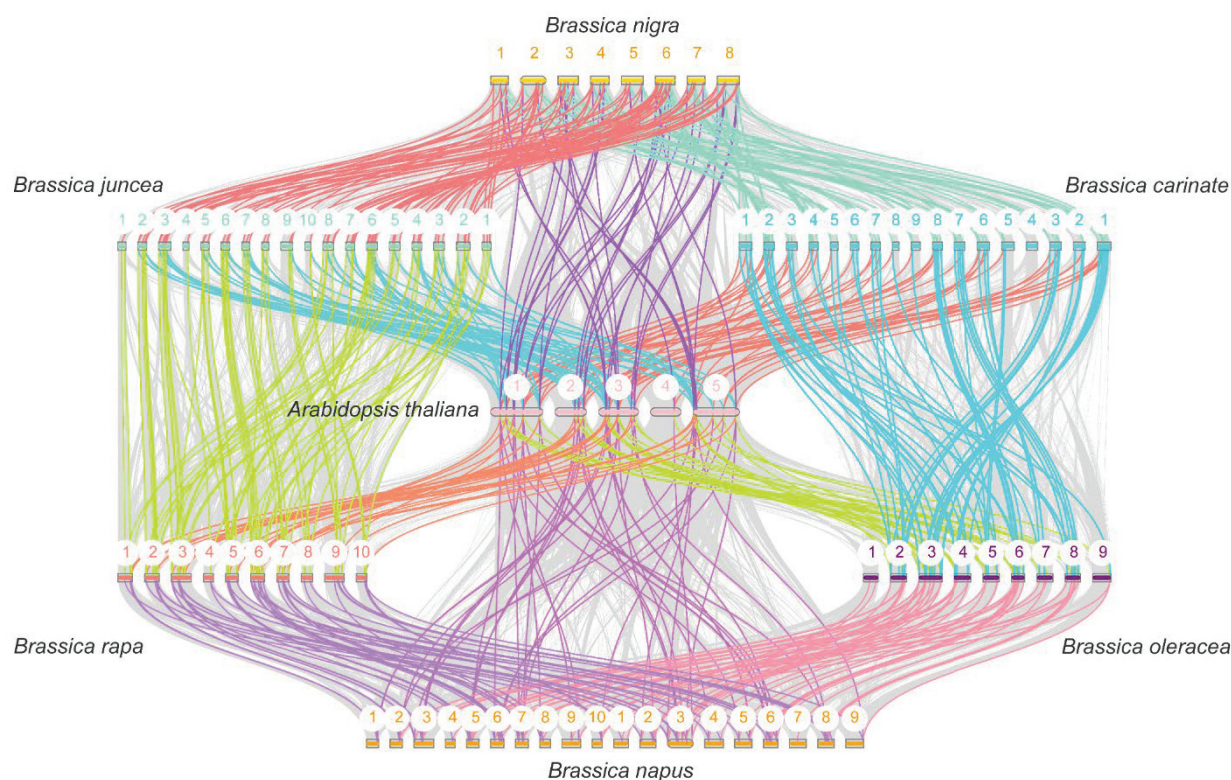 Brassica nigra
1 2 3 4 5 6 7 8
Brassica juncea
Brassica carinate
1 2 3 4 5 6 7 8 9 10 8 7 6 5 4 3 2 1
1 2 3 4 5 6 7 8 9 8 7 6 5 4 3 2 1
1 2 3 4 5
Arabidopsis thaliana
1 2 3 4 5 6 7 8 9 10
1 2 3 4 5 6 7 8 9
Brassica rapa
Brassica oleracea
1 2 3 4 5 6 7 8 9 10 1 2 3 4 5 6 7 8 9
Brassica napus